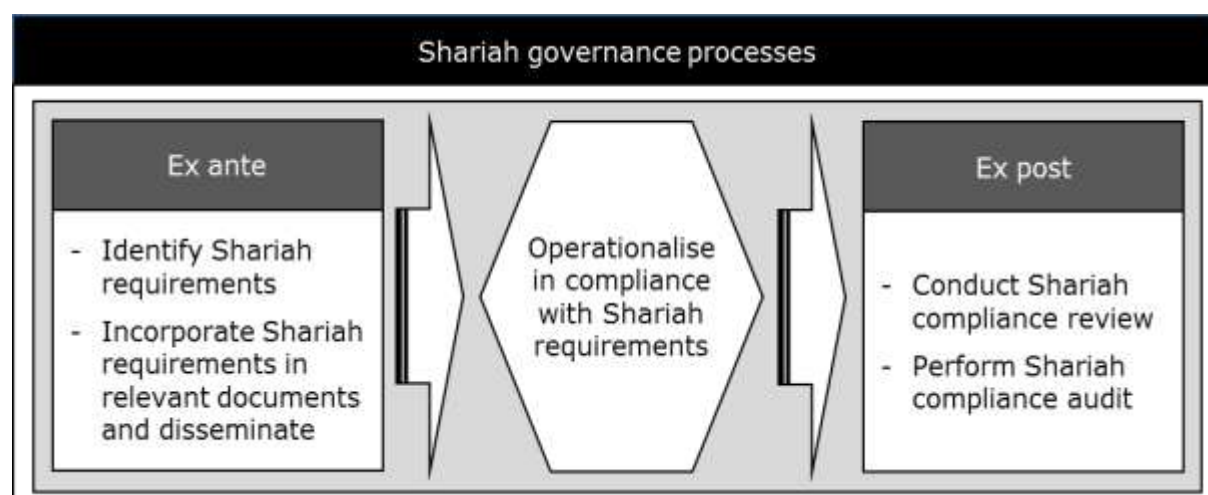 Shariah governance processes
Ex ante
- Identify Shariah
requirements
- Incorporate Shariah
requirements in
relevant documents
and disseminate
Operationalise
in compliance
with Shariah
requirements
Ex post
- Conduct Shariah
compliance review
- Perform Shariah
compliance audit